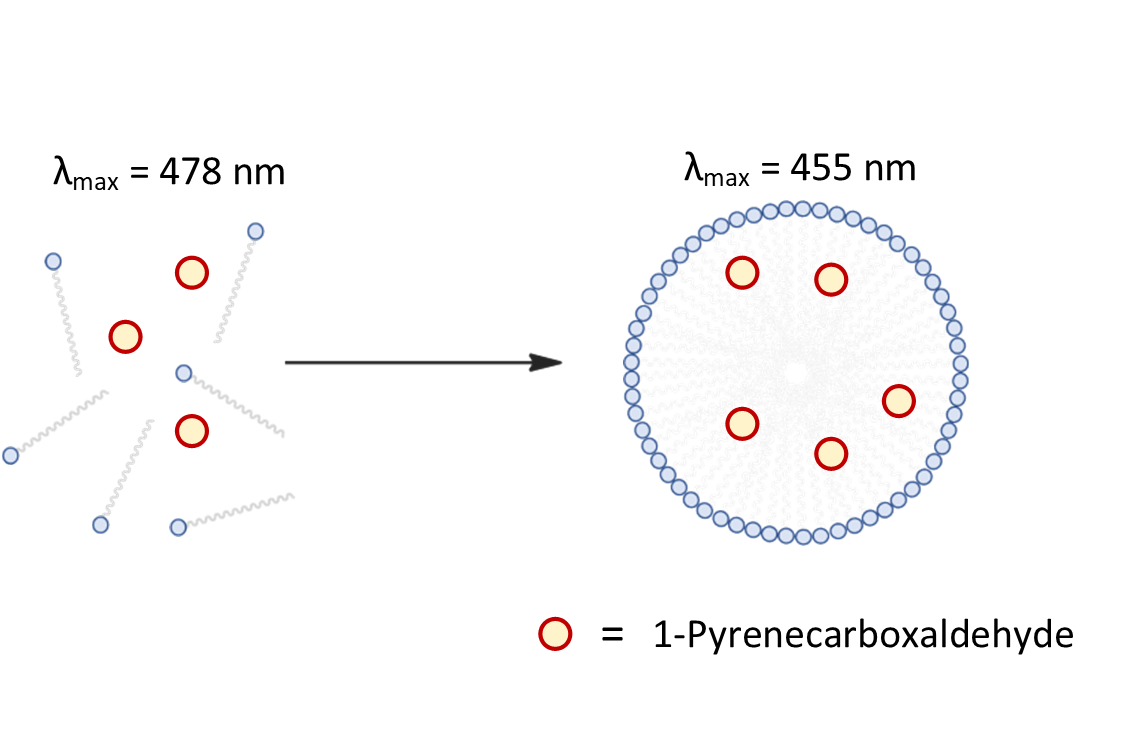 λmax = 478 nm
λmax = 455 nm
= 1-Pyrenecarboxaldehyde